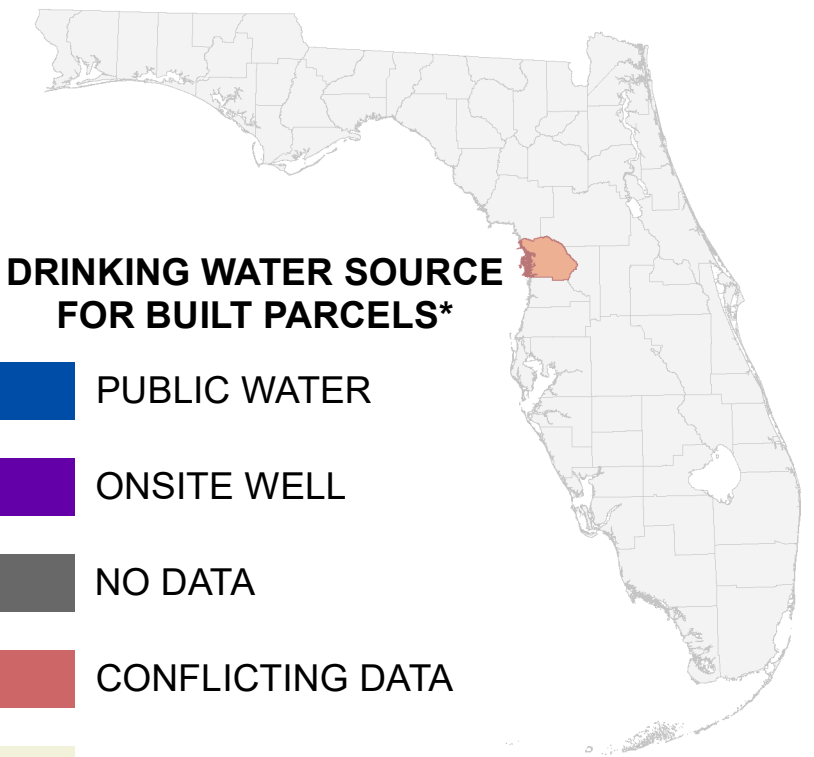 DRINKING WATER SOURCE
FOR BUILT PARCELS*
PUBLIC WATER
ONSITE WELL
NO DATA
CONFLICTING DATA